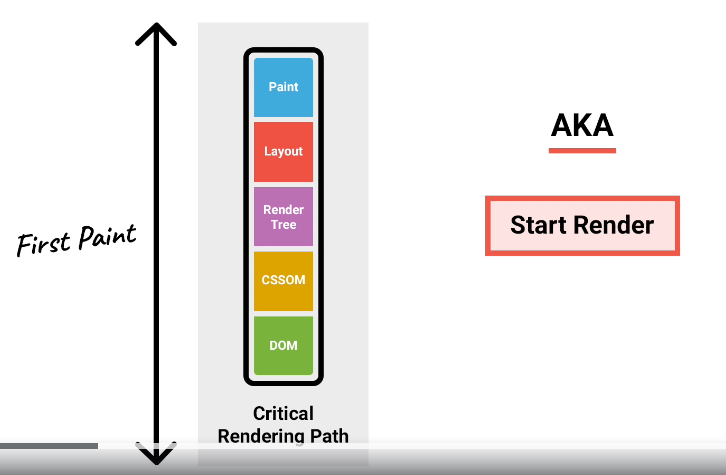 First Paint
Paint
Layout
Render
Tree
CSSOM
DOM
Critical
Rendering Path
AKA
Start Render